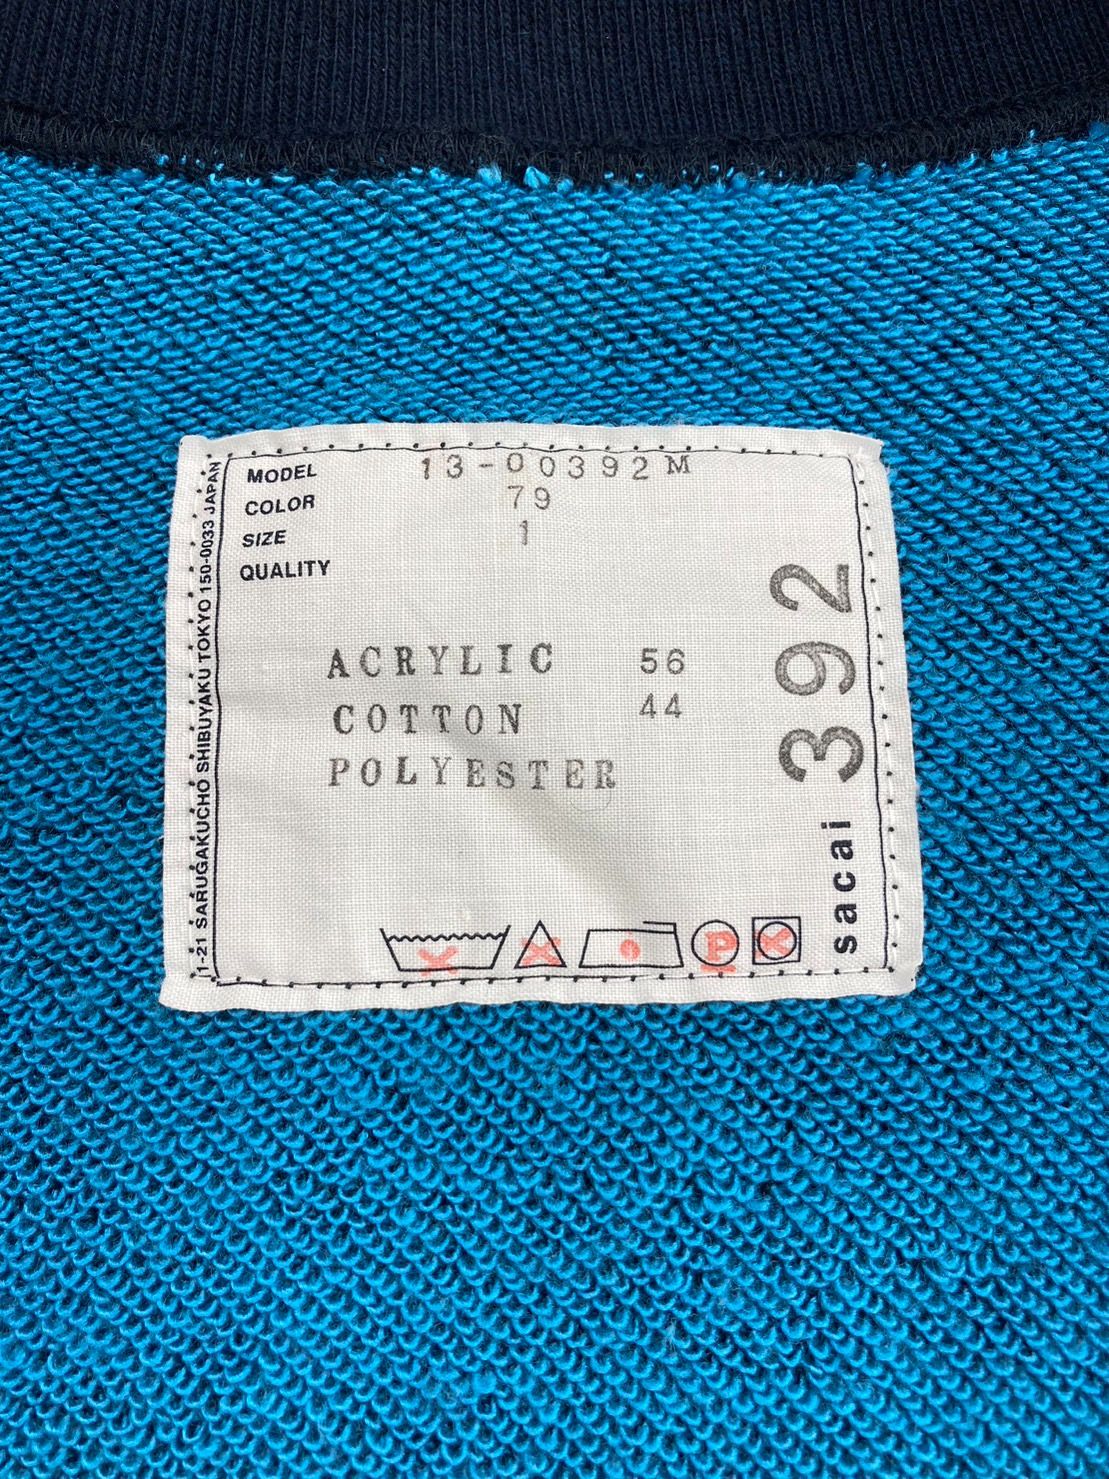 MODEL 13-00392M
COLOR 79
SIZE 1
QUALITY
ACRYLIC 56
COTTON 44
POLYESTER
P
sacai 392
1-21 SARUGAKUCHO SHIBUYAKU TOKYO 150-0033 JAPAN